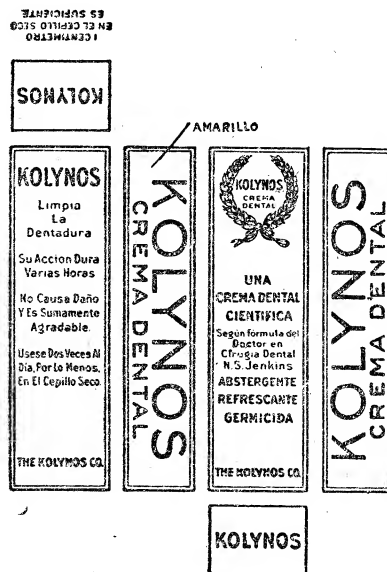 1 CENTIMETRO
EN EL CEPILLO SECO
ES SUFICIENTE
KOLYNOS
AMARILLO
KOLYNOS
Limpia
La
Dentadura
Su Accion Dura
Varias Horas
No Causa Daño
Y Es Sumamente
Agradable.
Usese Dos Veces Al
Día, Por Lo Menos,
En El Cepillo Seco.
THE KOLYNOS CO.
KOLYNOS
CREMA DENTAL
KOLYNOS
CREMA
DENTAL
UNA
CREMA DENTAL
CIENTIFICA
Según fórmula del
Doctor en
Cirugia Dental
N.S. Jenkins
ABSTERGENTE
REFRESCANTE
GERMICIDA
THE KOLYNOS CO.
KOLYNOS
CREMA DENTAL
KOLYNOS